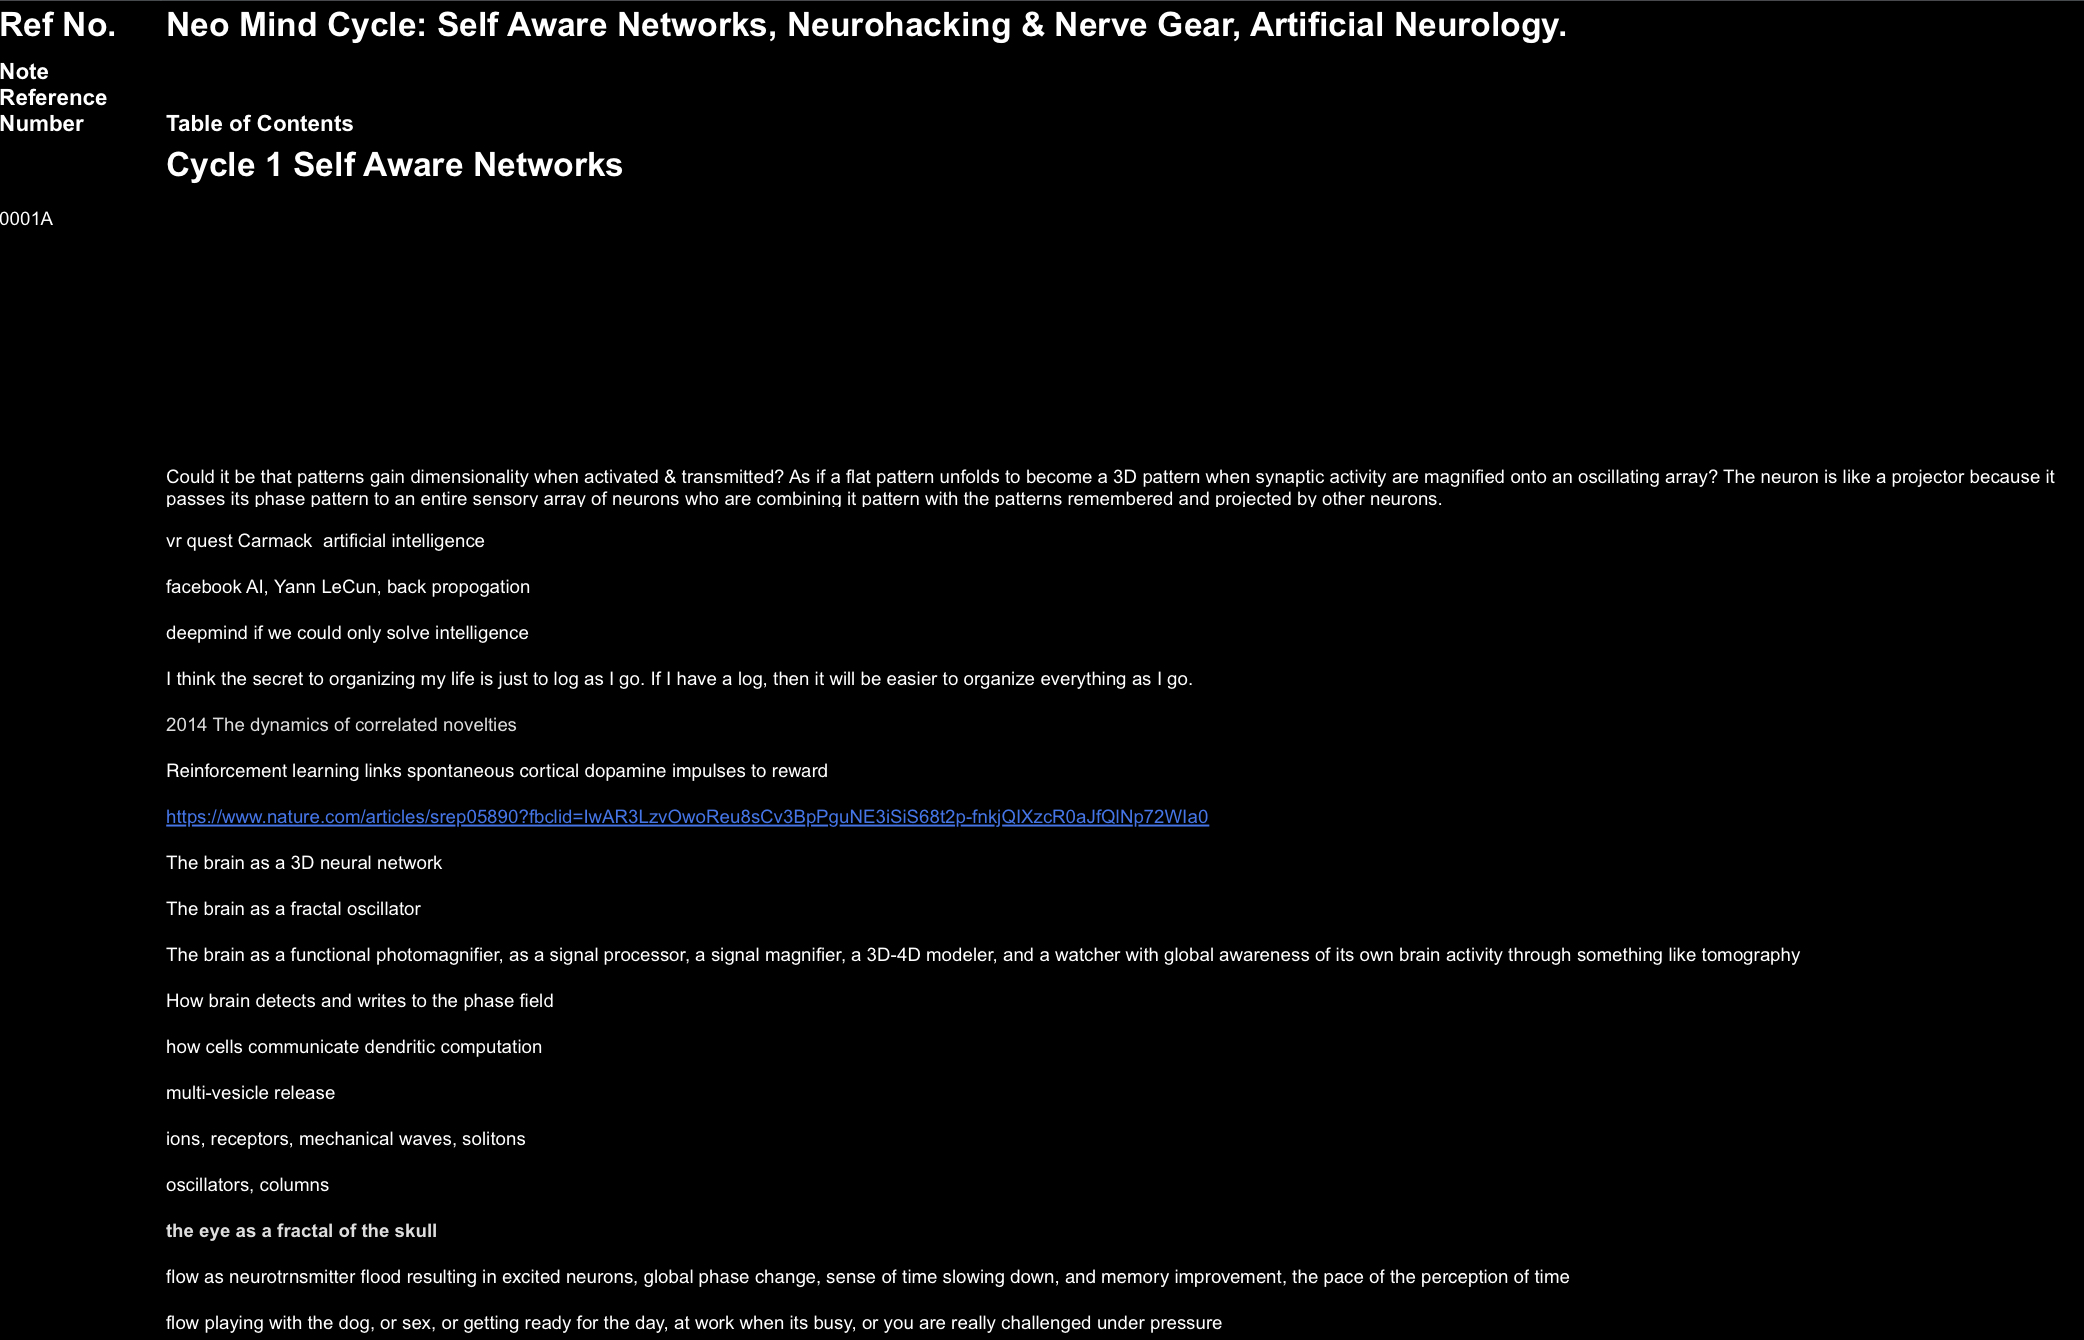 Ref No. Neo Mind Cycle: Self Aware Networks, Neurohacking & Nerve Gear, Artificial Neurology.
Note
Reference
Number Table of Contents
Cycle 1 Self Aware Networks
0001A
Could it be that patterns gain dimensionality when activated & transmitted? As if a flat pattern unfolds to become a 3D pattern when synaptic activity are magnified onto an oscillating array? The neuron is like a projector because it
passes its phase pattern to an entire sensory array of neurons who are combining it pattern with the patterns remembered and projected by other neurons.
vr quest Carmack  artificial intelligence
facebook AI, Yann LeCun, back propogation
deepmind if we could only solve intelligence
I think the secret to organizing my life is just to log as I go. If I have a log, then it will be easier to organize everything as I go.
2014 The dynamics of correlated novelties
Reinforcement learning links spontaneous cortical dopamine impulses to reward
https://www.nature.com/articles/srep05890?fbclid=IwAR3LzvOwoReu8sCv3BpPguNE3iSiS68t2p-fnkjQIXzcR0aJfQlNp72WIa0
The brain as a 3D neural network
The brain as a fractal oscillator
The brain as a functional photomagnifier, as a signal processor, a signal magnifier, a 3D-4D modeler, and a watcher with global awareness of its own brain activity through something like tomography
How brain detects and writes to the phase field
how cells communicate dendritic computation
multi-vesicle release
ions, receptors, mechanical waves, solitons
oscillators, columns
the eye as a fractal of the skull
flow as neurotrnsmitter flood resulting in excited neurons, global phase change, sense of time slowing down, and memory improvement, the pace of the perception of time
flow playing with the dog, or sex, or getting ready for the day, at work when its busy, or you are really challenged under pressure